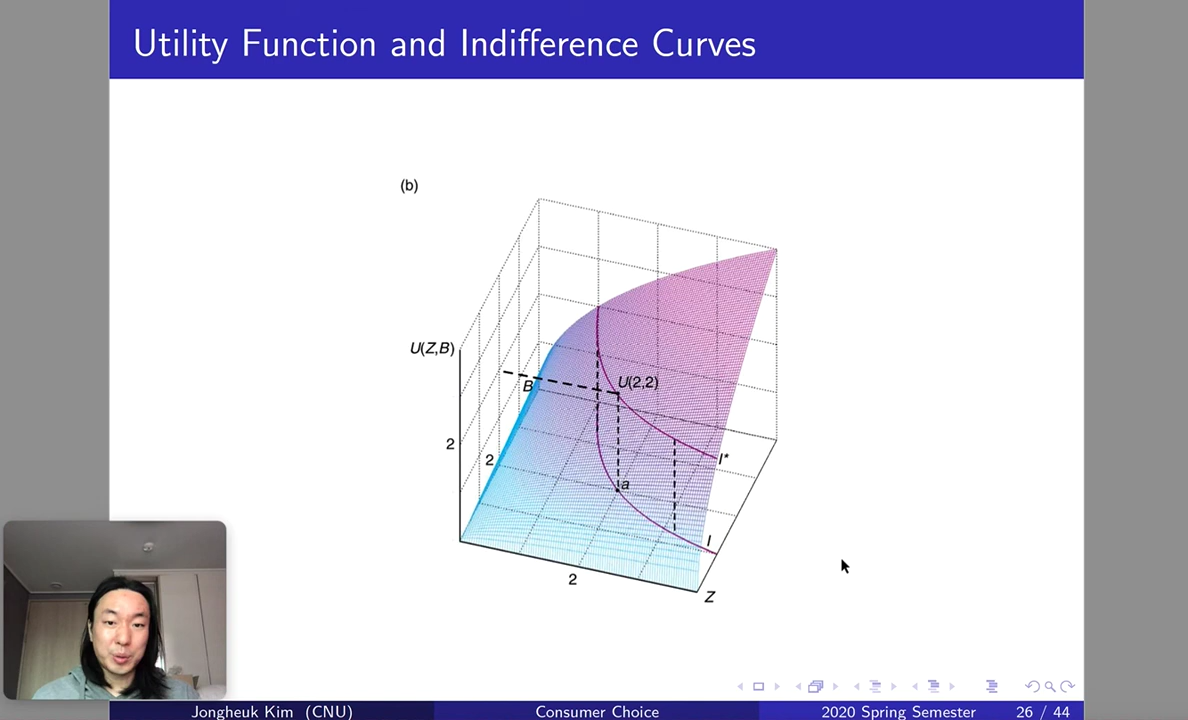 Utility Function and Indifference Curves
(b)
U(Z,B)
B
U(2,2)
2
2
I*
a
I
2
Z
Jongheuk Kim (CNU)
Consumer Choice
2020 Spring Semester
26 / 44